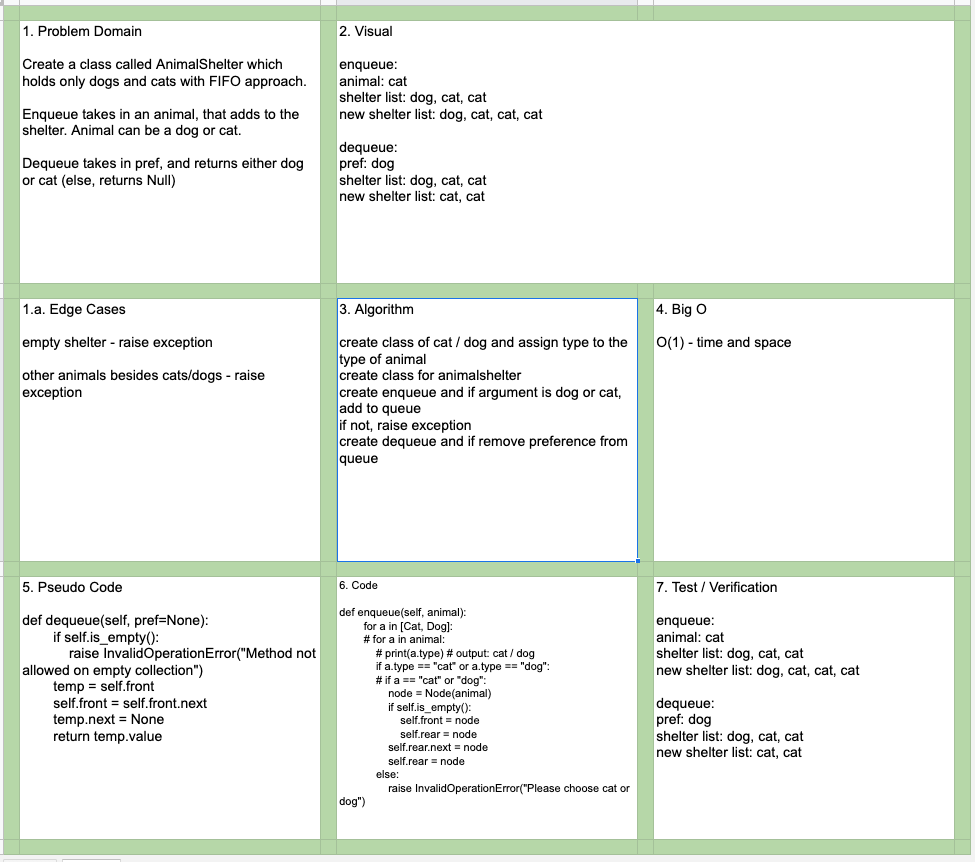 1. Problem Domain
Create a class called AnimalShelter which
holds only dogs and cats with FIFO approach.
Enqueue takes in an animal, that adds to the
shelter. Animal can be a dog or cat.
Dequeue takes in pref, and returns either dog
or cat (else, returns Null)
2. Visual
enqueue:
animal: cat
shelter list: dog, cat, cat
new shelter list: dog, cat, cat, cat
dequeue:
pref: dog
shelter list: dog, cat, cat
new shelter list: cat, cat
1.a. Edge Cases
empty shelter - raise exception
other animals besides cats/dogs - raise
exception
3. Algorithm
create class of cat / dog and assign type to the
type of animal
create class for animalshelter
create enqueue and if argument is dog or cat,
add to queue
if not, raise exception
create dequeue and if remove preference from
queue
4. Big O
O(1) - time and space
5. Pseudo Code
def dequeue(self, pref=None):
if self.is_empty():
raise InvalidOperationError("Method not
allowed on empty collection")
temp = self.front
self.front = self.front.next
temp.next = None
return temp.value
6. Code
def enqueue(self, animal):
for a in [Cat, Dog]:
# for a in animal:
# print(a.type) # output: cat / dog
if a.type == "cat" or a.type == "dog":
# if a == "cat" or "dog":
node = Node(animal)
if self.is_empty():
self.front = node
self.rear = node
self.rear.next = node
self.rear = node
else:
raise InvalidOperationError("Please choose cat or
dog")
7. Test / Verification
enqueue:
animal: cat
shelter list: dog, cat, cat
new shelter list: dog, cat, cat, cat
dequeue:
pref: dog
shelter list: dog, cat, cat
new shelter list: cat, cat